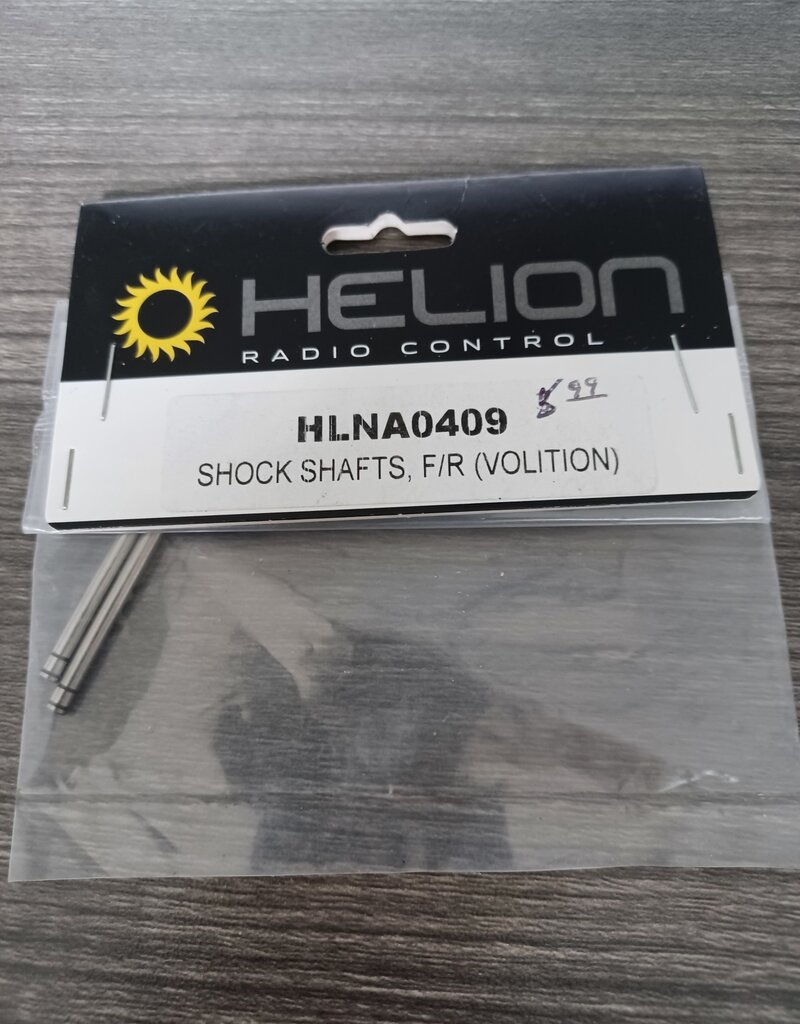 HELION
RADIO CONTROL
HLNA0409
SHOCK SHAFTS, F/R (VOLITION)